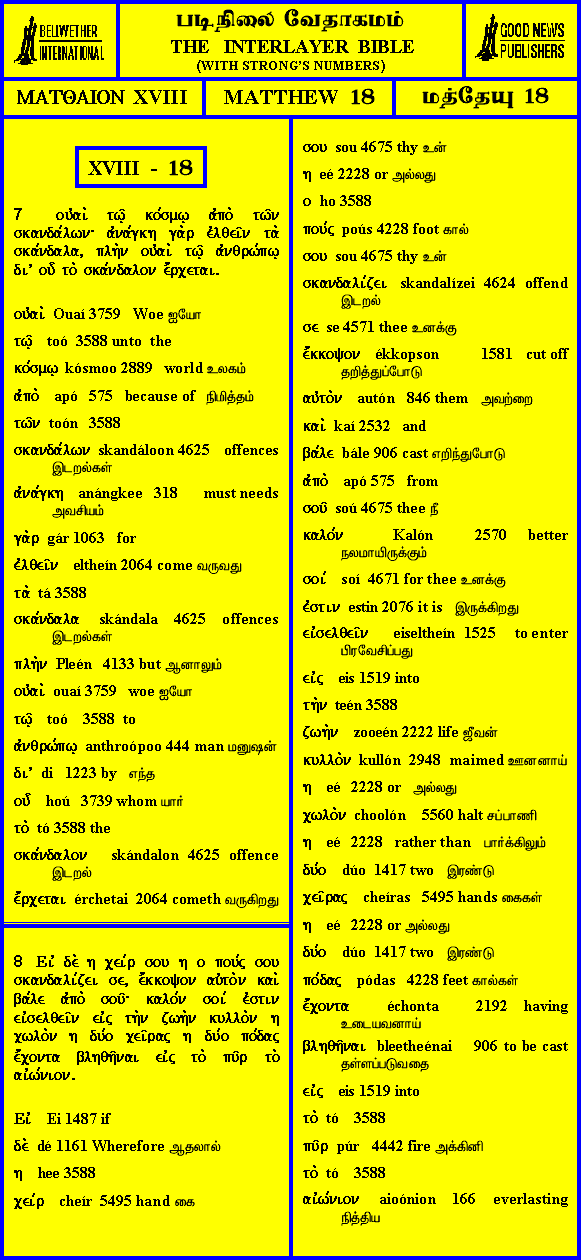 BELLWETHER
INTERNATIONAL
படிநிலை வேதாகமம்
THE INTERLAYER BIBLE
(WITH STRONG'S NUMBERS)
GOOD NEWS
PUBLISHERS
ΜΑΤΘΑΙΟΝ XVIII
MATTHEW 18
மத்தேயு 18
XVIII - 18
7 οὐαὶ τῷ κόσμῳ ἀπὸ τῶν
σκανδάλων· ἀνάγκη γὰρ ἐλθεῖν τὰ
σκάνδαλα, πλὴν οὐαὶ τῷ ἀνθρώπῳ
δι' οὗ τὸ σκάνδαλον ἔρχεται.
οὐαὶ Ouaí 3759 Woe ஐயோ
τῷ toó 3588 unto the
κόσμῳ kósmoo 2889 world உலகம்
ἀπὸ apó 575 because of நிமித்தம்
τῶν toón 3588
σκανδάλων skandáloon 4625 offences
இடறல்கள்
ἀνάγκη anángkee 318 must needs
அவசியம்
γὰρ gár 1063 for
ἐλθεῖν eltheín 2064 come வருவது
τὰ tá 3588
σκάνδαλα skándala 4625 offences
இடறல்கள்
πλὴν Pleén 4133 but ஆனாலும்
οὐαὶ ouaí 3759 woe ஐயோ
τῷ toó 3588 to
ἀνθρώπῳ anthroópoo 444 man மனுஷன்
δι' di 1223 by எந்த
οὗ hoú 3739 whom யார்
τὸ tó 3588 the
σκάνδαλον skándalon 4625 offence
இடறல்
ἔρχεται érchetai 2064 cometh வருகிறது
8 Εἰ δὲ η χείρ σου η ο πούς σου
σκανδαλίζει σε, ἔκκοψον αὐτὸν καὶ
βάλε ἀπὸ σοῦ· καλόν σοί ἐστιν
εἰσελθεῖν εἰς τὴν ζωὴν κυλλὸν η
χωλὸν η δύο χεῖρας η δύο πόδας
ἔχοντα βληθῆναι εἰς τὸ πῦρ τὸ
αἰώνιον.
Εἰ Ei 1487 if
δὲ dé 1161 Wherefore ஆதலால்
η hee 3588
χείρ cheír 5495 hand கை
σου sou 4675 thy உன்
η eé 2228 or அல்லது
ο ho 3588
πούς poús 4228 foot கால்
σου sou 4675 thy உன்
σκανδαλίζει skandalízei 4624 offend
இடறல்
σε se 4571 thee உனக்கு
ἔκκοψον ékkopson 1581 cut off
தறித்துப்போடு
αὐτὸν autón 846 them அவற்றை
καὶ kaí 2532 and
βάλε bále 906 cast எறிந்துபோடு
ἀπὸ apó 575 from
σοῦ soú 4675 thee நீ
καλόν Kalón 2570 better
நலமாயிருக்கும்
σοί soí 4671 for thee உனக்கு
ἐστιν estin 2076 it is இருக்கிறது
εἰσελθεῖν eiseltheín 1525 to enter
பிரவேசிப்பது
εἰς eis 1519 into
τὴν teén 3588
ζωὴν zooeén 2222 life ஜீவன்
κυλλὸν kullón 2948 maimed ஊனனாய்
η eé 2228 or அல்லது
χωλὸν choolón 5560 halt சப்பாணி
η eé 2228 rather than பார்க்கிலும்
δύο dúo 1417 two இரண்டு
χεῖρας cheíras 5495 hands கைகள்
η eé 2228 or அல்லது
δύο dúo 1417 two இரண்டு
πόδας pódas 4228 feet கால்கள்
ἔχοντα échonta 2192 having
உடையவனாய்
βληθῆναι bleetheénai 906 to be cast
தள்ளப்படுவதை
εἰς eis 1519 into
τὸ tó 3588
πῦρ púr 4442 fire அக்கினி
τὸ tó 3588
αἰώνιον aioónion 166 everlasting
நித்திய